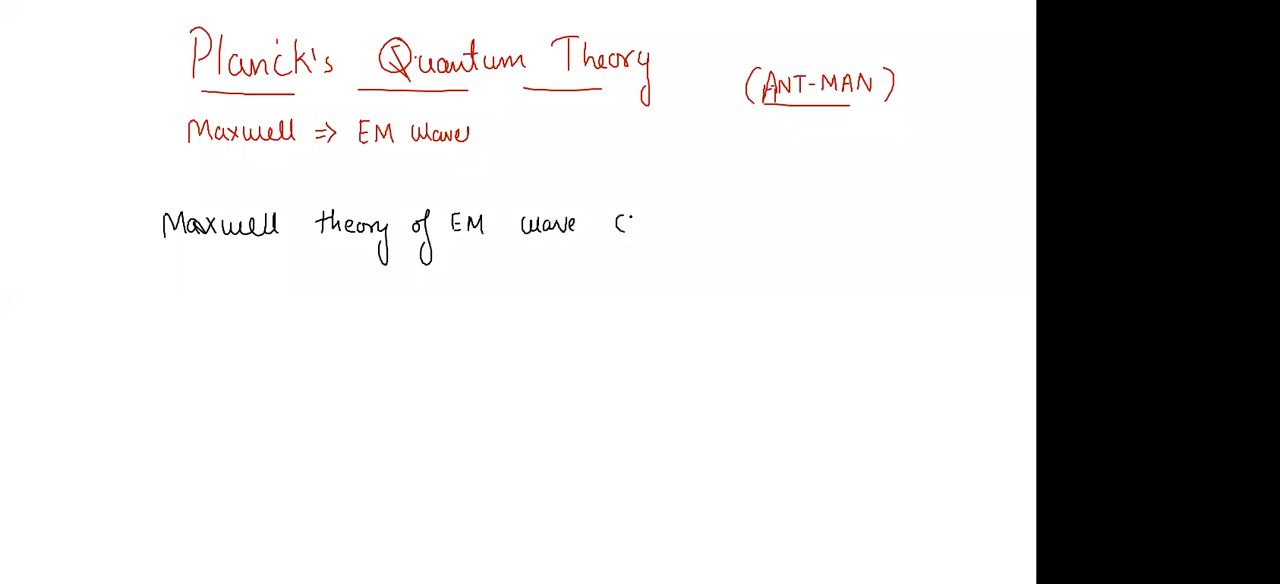 Planck's Quantum Theory
(ANT-MAN)
Maxwell => EM wave
Maxwell theory of EM wave (